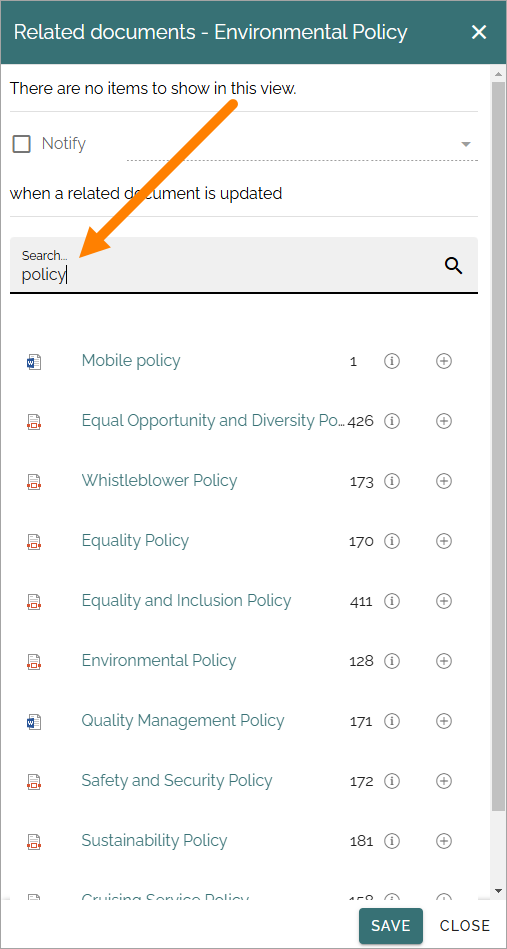 Related documents - Environmental Policy
There are no items to show in this view.
Notify
when a related document is updated
Search...
policy
Mobile policy 1
Equal Opportunity and Diversity Po... 426
Whistleblower Policy 173
Equality Policy 170
Equality and Inclusion Policy 411
Environmental Policy 128
Quality Management Policy 171
Safety and Security Policy 172
Sustainability Policy 181
Cruising Service Policy 158
SAVE CLOSE